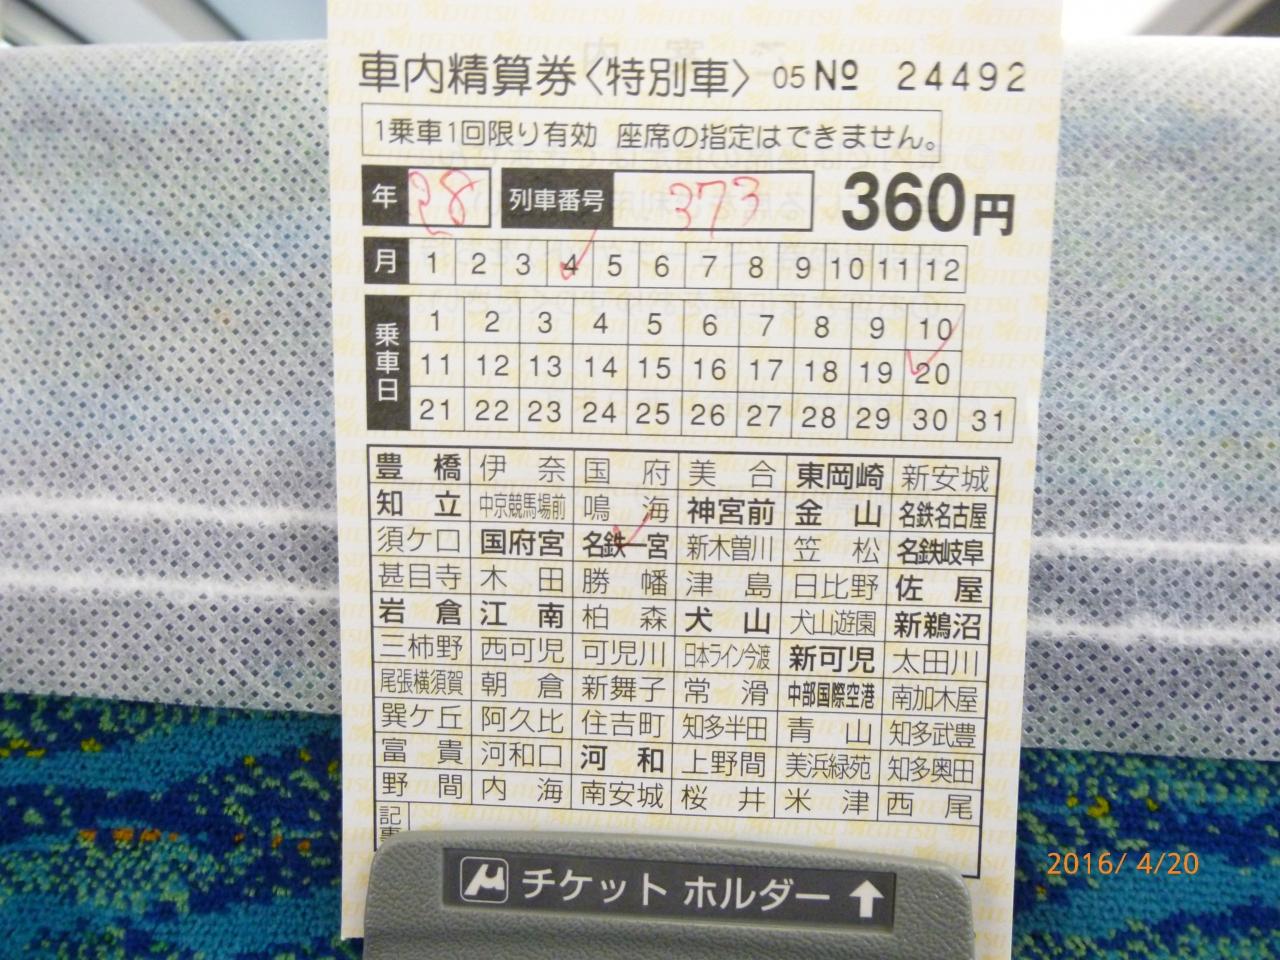 車内精算券〈特別車〉 05 Nº 24492
1乗車1回限り有効 座席の指定はできません。
年 28 列車番号 373 360円
月 1 2 3 4 5 6 7 8 9 10 11 12
乗車日
1 2 3 4 5 6 7 8 9 10
11 12 13 14 15 16 17 18 19 20
21 22 23 24 25 26 27 28 29 30 31
豊橋 伊奈 国府 美合 東岡崎 新安城
知立 中京競馬場前 鳴海 神宮前 金山 名鉄名古屋
須ケ口 国府宮 名鉄一宮 新木曽川 笠松 名鉄岐阜
甚目寺 木田 勝幡 津島 日比野 佐屋
岩倉 江南 柏森 犬山 犬山遊園 新鵜沼
三柿野 西可児 可児川 日本ライン今渡 新可児 太田川
尾張横須賀 朝倉 新舞子 常滑 中部国際空港 南加木屋
巽ケ丘 阿久比 住吉町 知多半田 青山 知多武豊
富貴 河和口 河和 上野間 美浜緑苑 知多奥田
野間 内海 南安城 桜井 米津 西尾
記事
チケット ホルダー ↑
2016/ 4/20